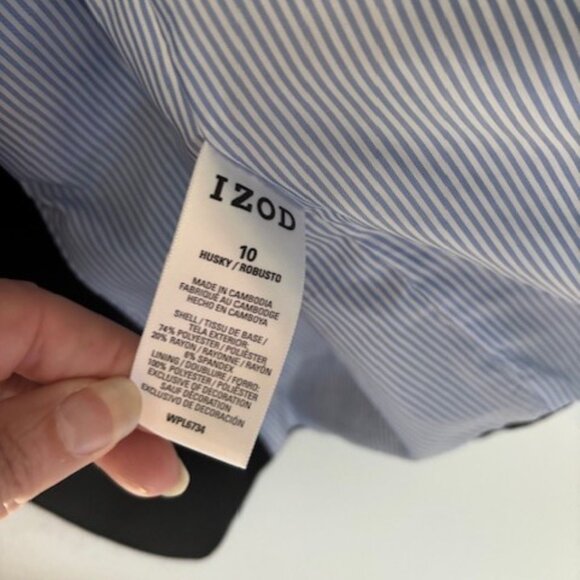 IZOD
10
HUSKY / ROBUSTO
MADE IN CAMBODIA
FABRIQUÉ AU CAMBODGE
HECHO EN CAMBOYA
SHELL / TISSU DE BASE /
TELA EXTERIOR:
74% POLYESTER / POLIÉSTER
20% RAYON / RAYONNE / RAYÓN
6% SPANDEX
LINING / DOUBLURE / FORRO:
100% POLYESTER / POLIÉSTER
EXCLUSIVE OF DECORATION
SAUF DÉCORATION
EXCLUSIVO DE DECORACIÓN
WPL6734